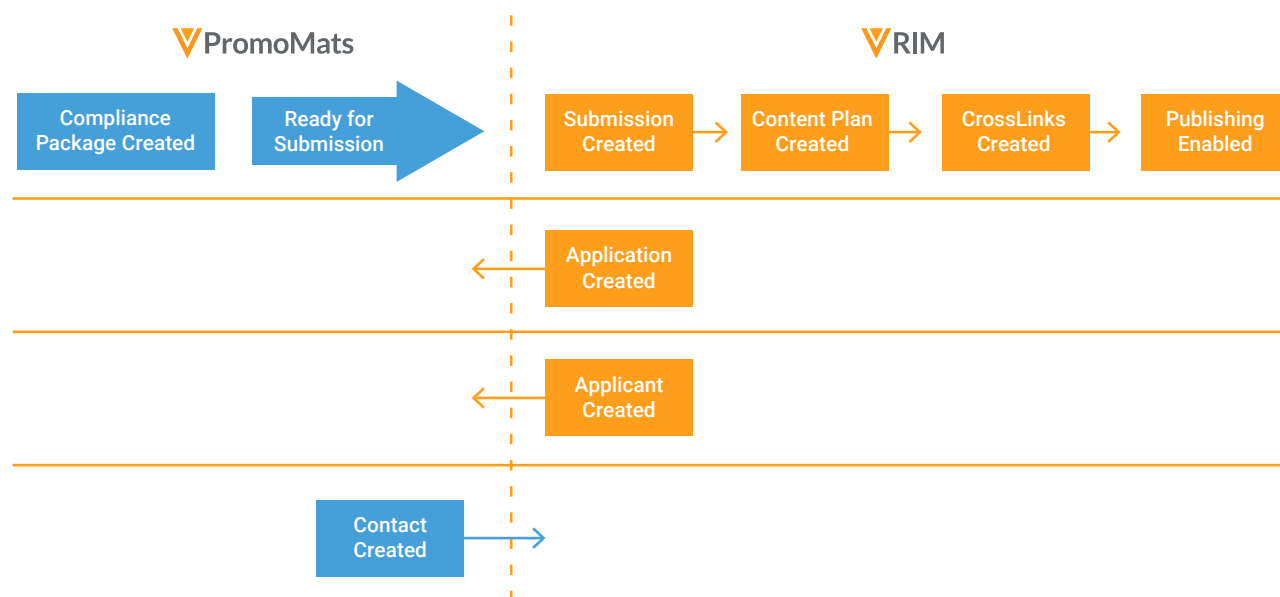 PromoMats
RIM
Compliance
Package Created
Ready for
Submission
Submission
Created
Content Plan
Created
CrossLinks
Created
Publishing
Enabled
Application
Created
Applicant
Created
Contact
Created